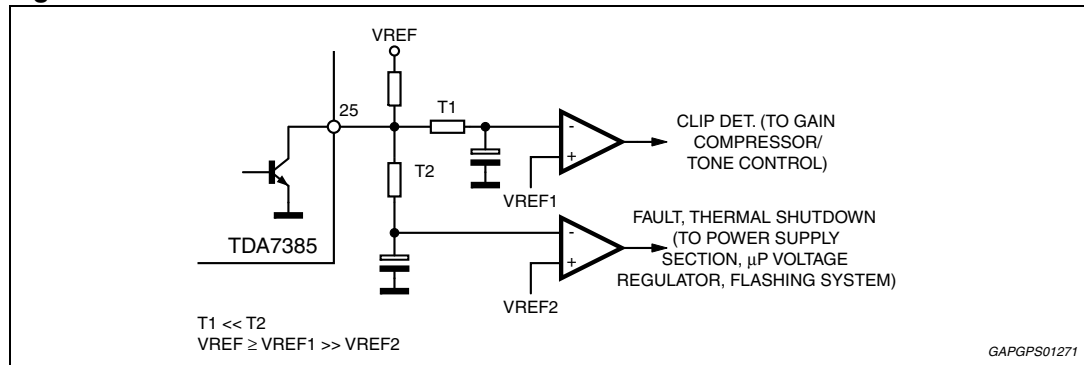 VREF
25
T1
-
+
VREF1
CLIP DET. (TO GAIN
COMPRESSOR/
TONE CONTROL)
T2
TDA7385
-
+
VREF2
FAULT, THERMAL SHUTDOWN
(TO POWER SUPPLY
SECTION, µP VOLTAGE
REGULATOR, FLASHING SYSTEM)
T1 << T2
VREF ≥ VREF1 >> VREF2
GAPGPS01271